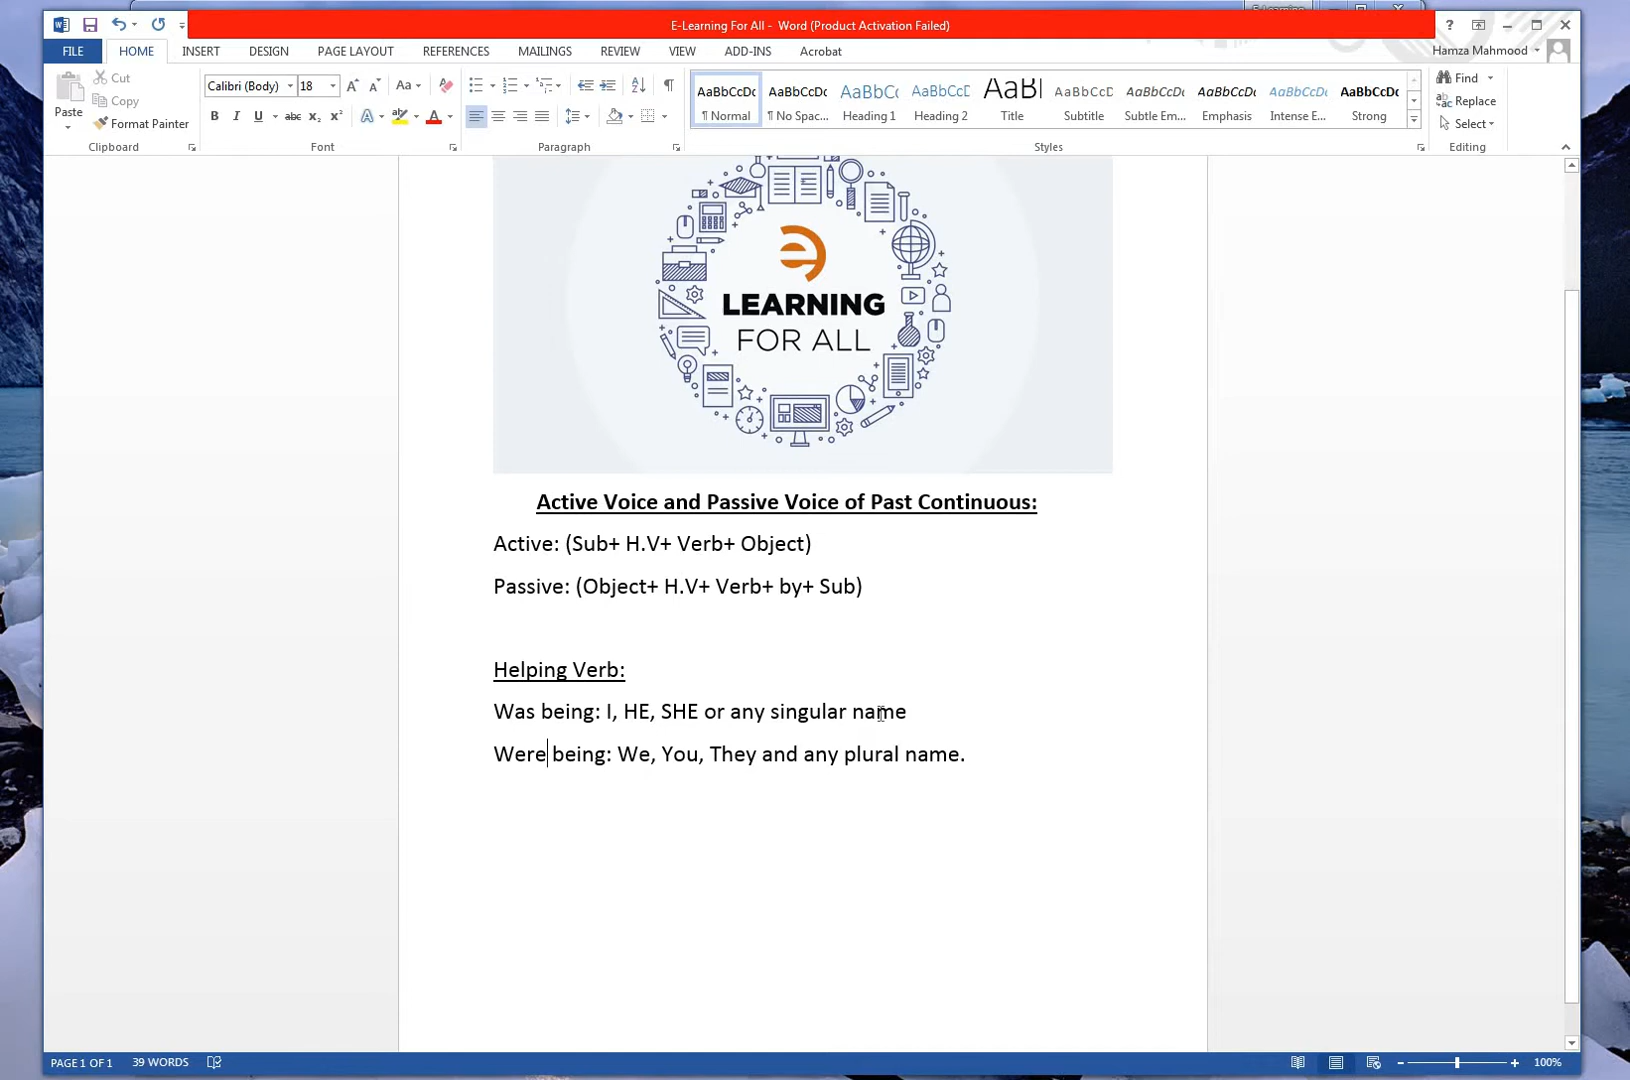 E-Learning For All - Word (Product Activation Failed)
FILE HOME INSERT DESIGN PAGE LAYOUT REFERENCES MAILINGS REVIEW VIEW ADD-INS Acrobat Hamza Mahmood
Paste
Cut
Copy
Format Painter
Clipboard
Calibri (Body) 18
Font
Paragraph
AaBbCcDc AaBbCcDc AaBbCc AaBbCcD AaBl AaBbCcD AaBbCcDc AaBbCcDc AaBbCcDc AaBbCcDc
¶ Normal ¶ No Spac... Heading 1 Heading 2 Title Subtitle Subtle Em... Emphasis Intense E... Strong
Styles
Find
Replace
Select
Editing
LEARNING
FOR ALL
Active Voice and Passive Voice of Past Continuous:
Active: (Sub+ H.V+ Verb+ Object)
Passive: (Object+ H.V+ Verb+ by+ Sub)
Helping Verb:
Was being: I, HE, SHE or any singular name
Were being: We, You, They and any plural name.
PAGE 1 OF 1 39 WORDS 100%